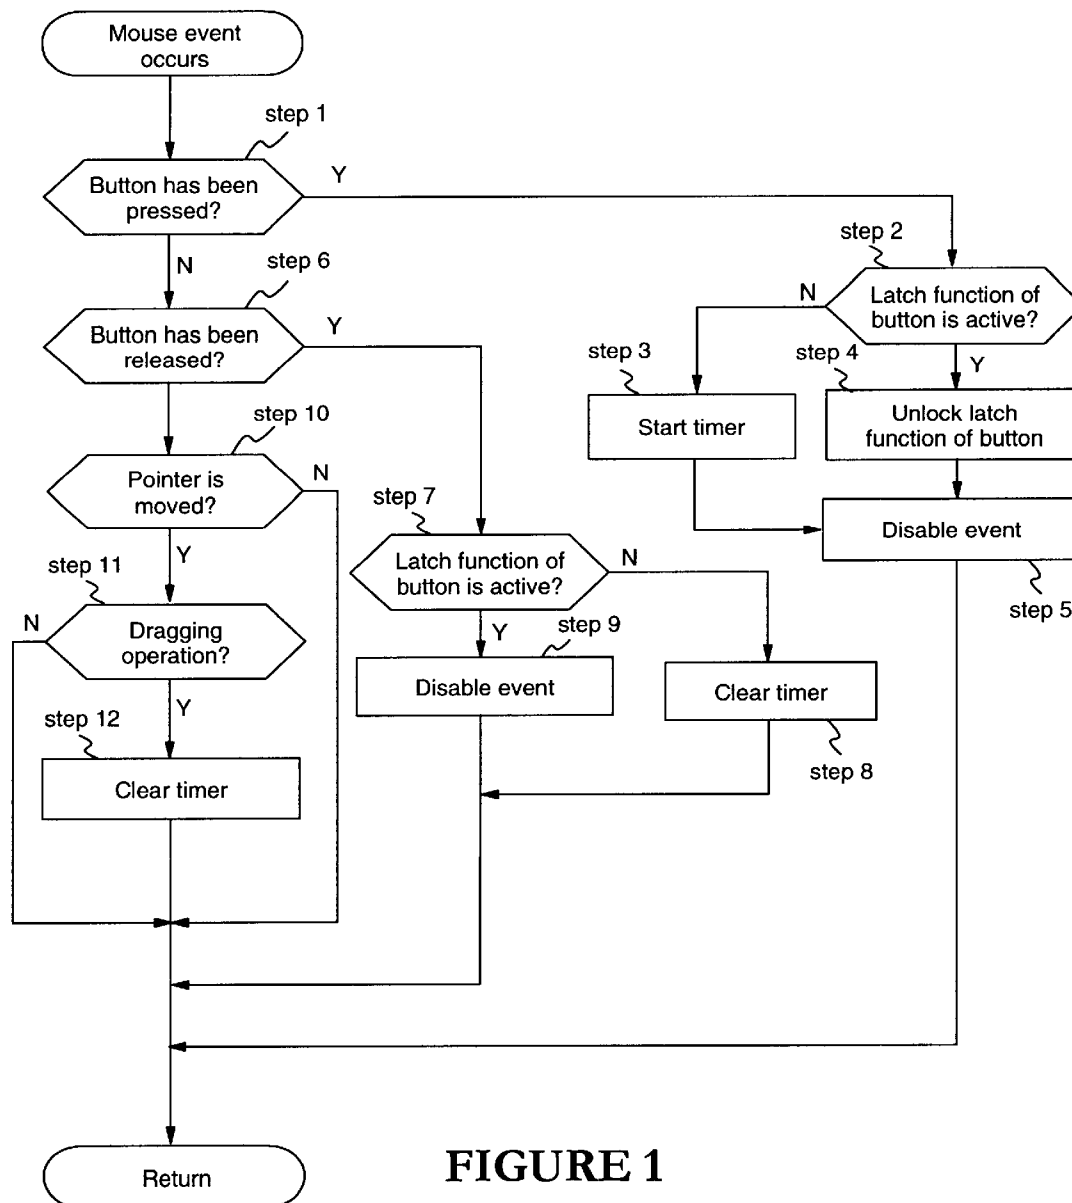 Mouse event
occurs
step 1
Button has been
pressed?
Y
N
step 2
Latch function of
button is active?
N
Y
step 3
Start timer
step 4
Unlock latch
function of button
Disable event
step 5
step 6
Button has been
released?
Y
step 10
Pointer is
moved?
N
Y
step 7
Latch function of
button is active?
N
Y
step 9
Disable event
Clear timer
step 8
step 11
N
Dragging
operation?
Y
step 12
Clear timer
Return
FIGURE 1